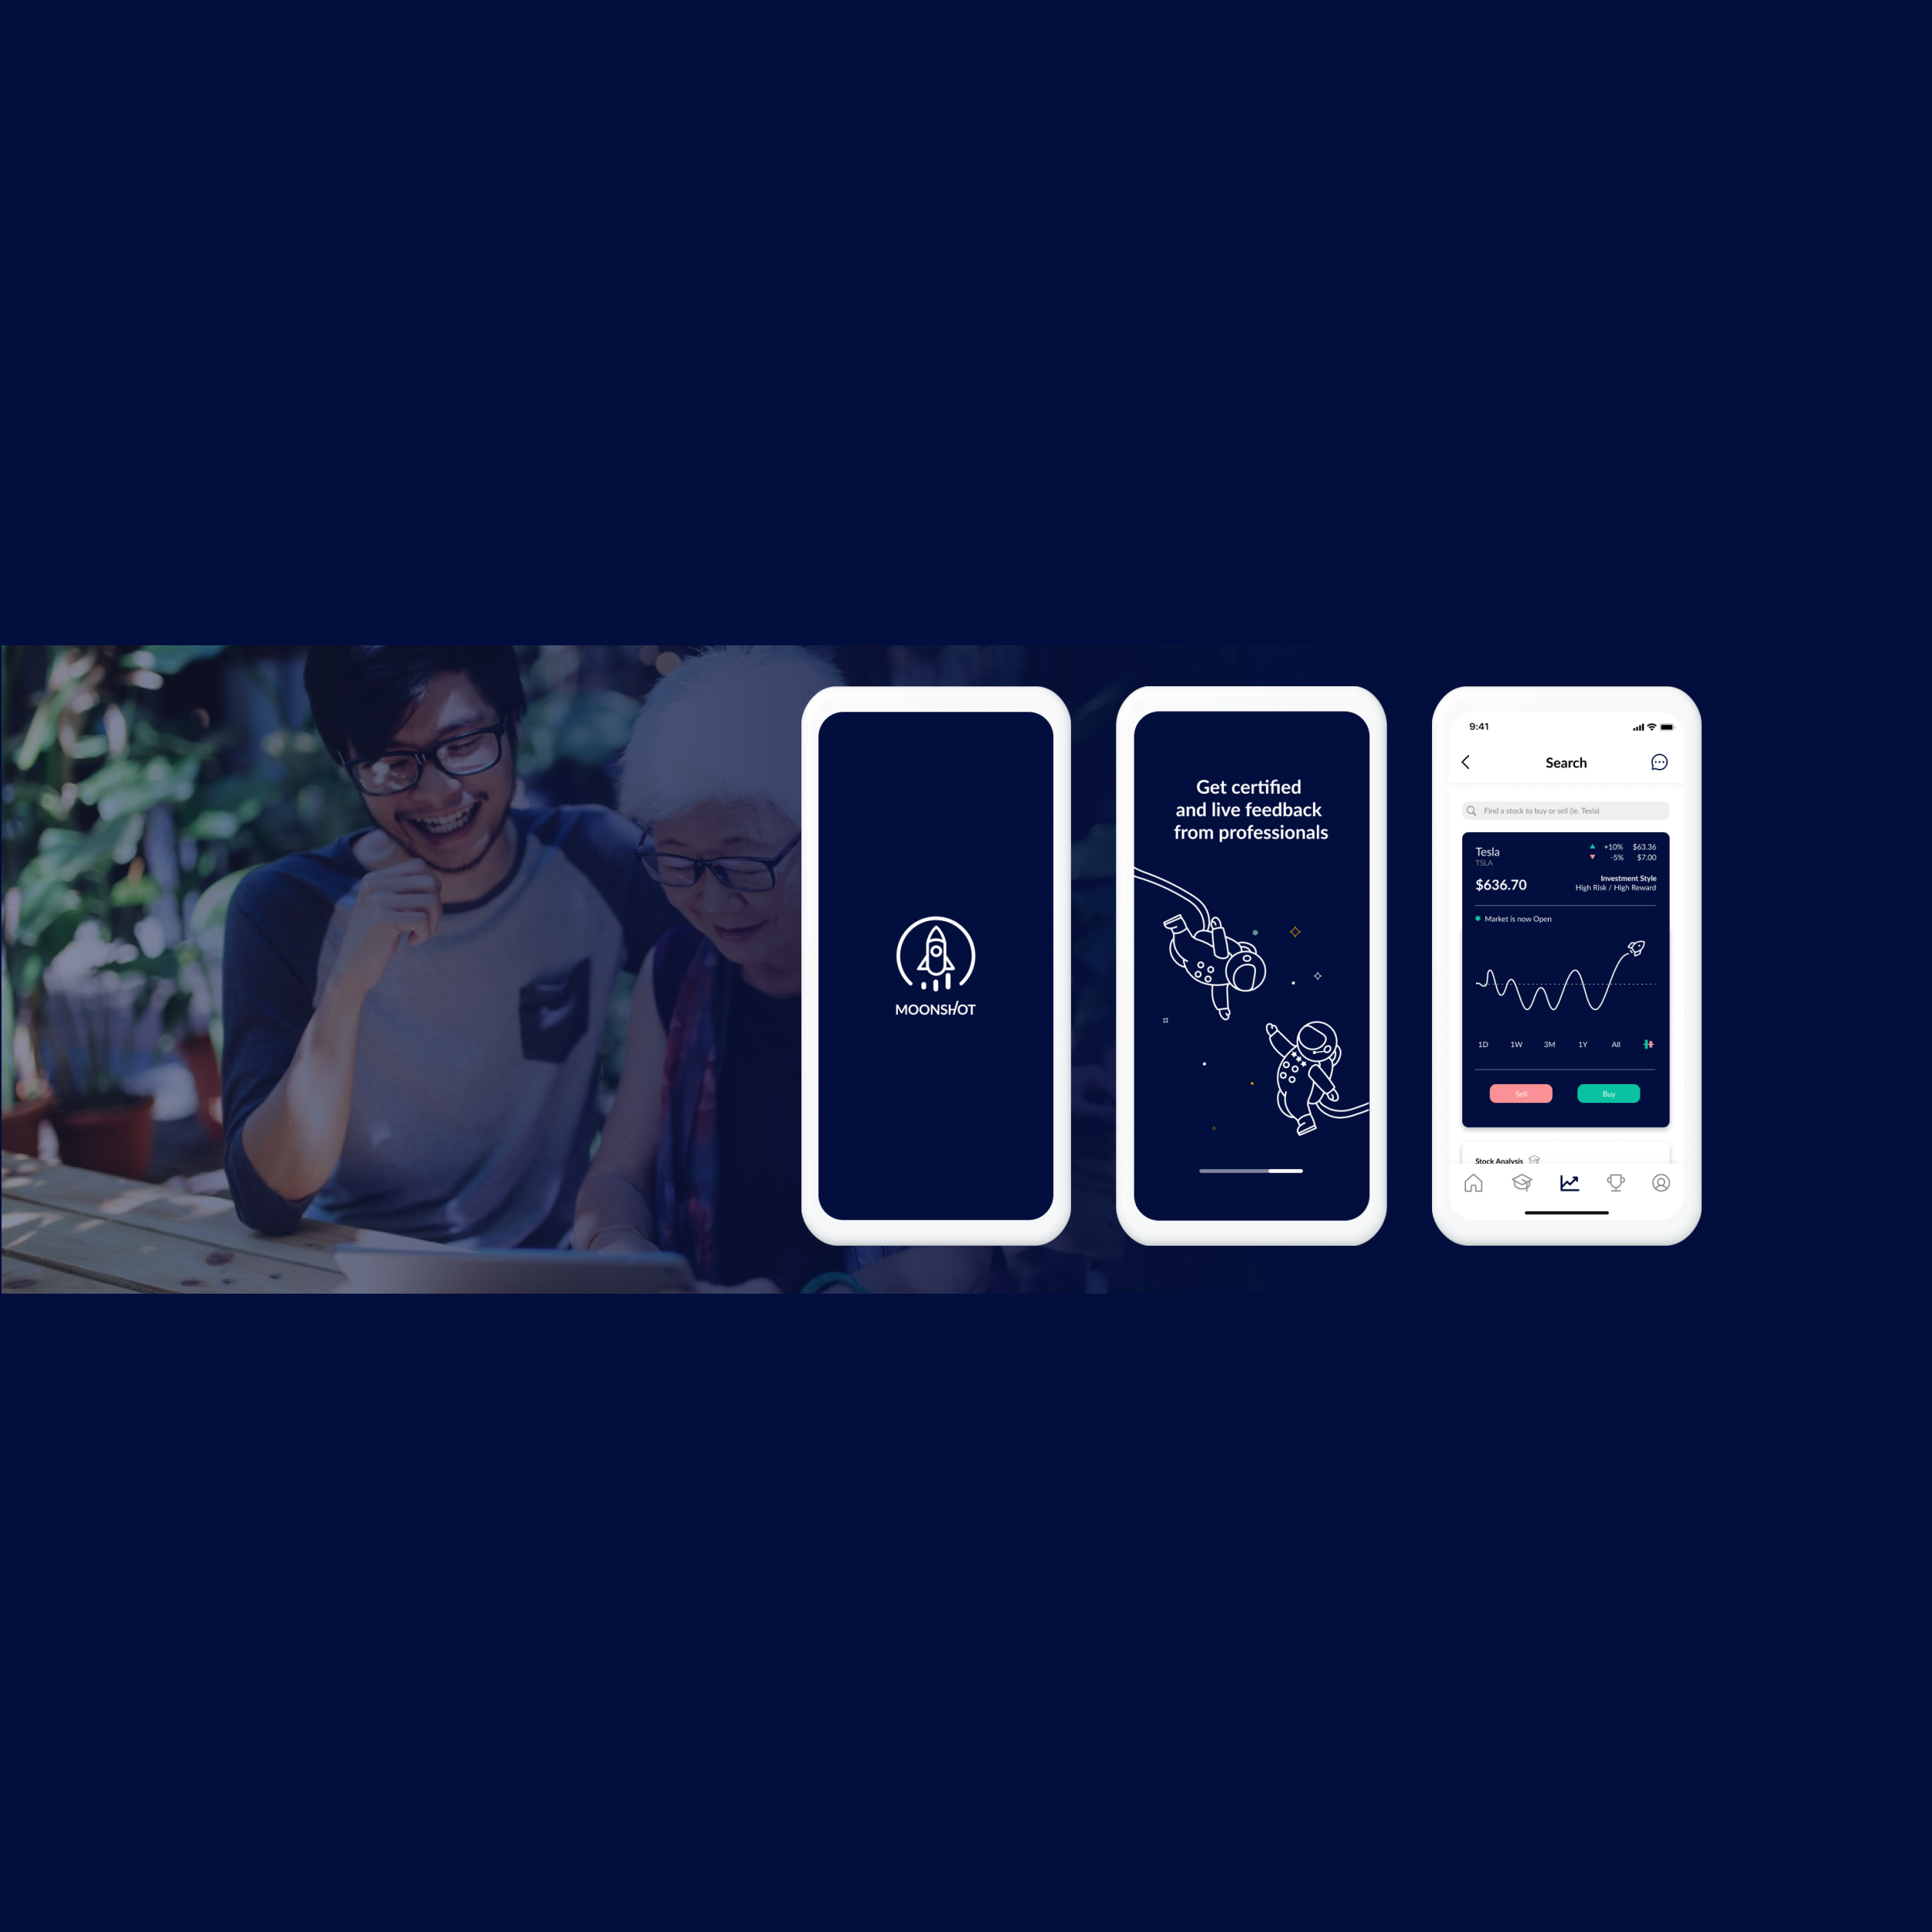 MOONSHOT
Get certified
and live feedback
from professionals
9:41
Search
Find a stock to buy or sell (ie. Tesla)
Tesla
TSLA
+10% $63.36
-5% $7.00
$636.70
Investment Style
High Risk / High Reward
Market is now Open
1D 1W 3M 1Y All
Sell Buy
Stock Analysis